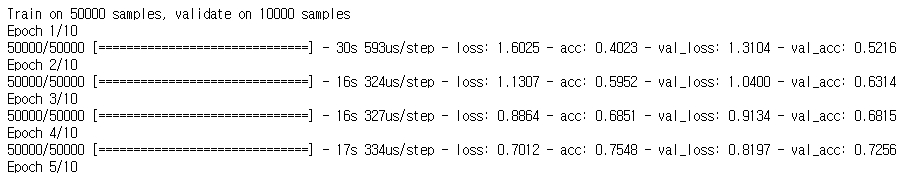 Train on 50000 samples, validate on 10000 samples
Epoch 1/10
50000/50000 [==============================] - 30s 593us/step - loss: 1.6025 - acc: 0.4023 - val_loss: 1.3104 - val_acc: 0.5216
Epoch 2/10
50000/50000 [==============================] - 16s 324us/step - loss: 1.1307 - acc: 0.5952 - val_loss: 1.0400 - val_acc: 0.6314
Epoch 3/10
50000/50000 [==============================] - 16s 327us/step - loss: 0.8864 - acc: 0.6851 - val_loss: 0.9134 - val_acc: 0.6815
Epoch 4/10
50000/50000 [==============================] - 17s 334us/step - loss: 0.7012 - acc: 0.7548 - val_loss: 0.8197 - val_acc: 0.7256
Epoch 5/10